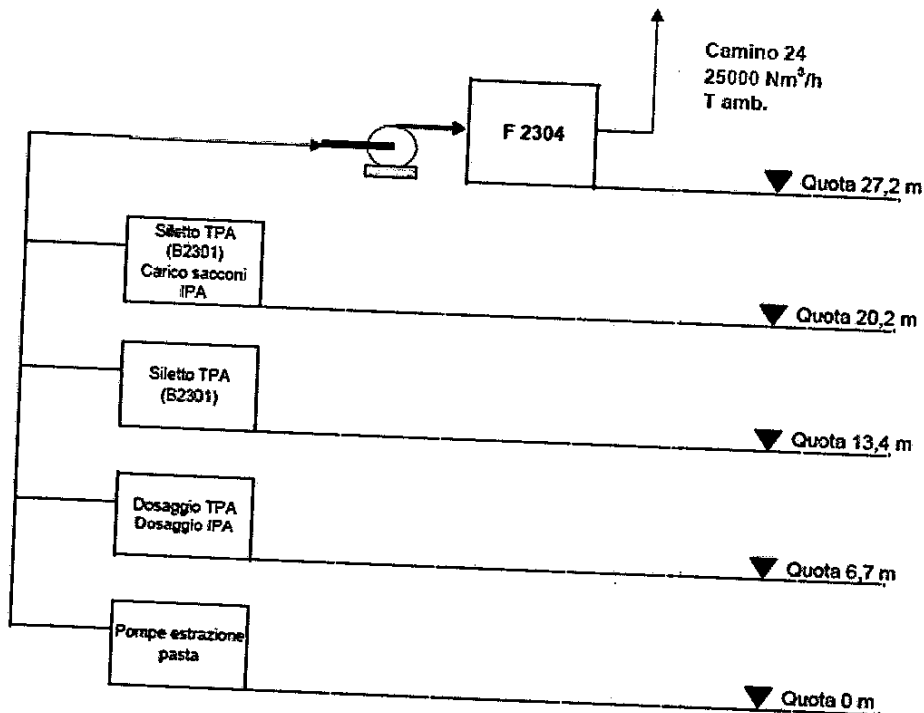 Camino 24
25000 Nm³/h
T amb.
F 2304
Quota 27,2 m
Siletto TPA
(B2301)
Carico sacconi
IPA
Quota 20,2 m
Siletto TPA
(B2301)
Quota 13,4 m
Dosaggio TPA
Dosaggio IPA
Quota 6,7 m
Pompe estrazione
pasta
Quota 0 m